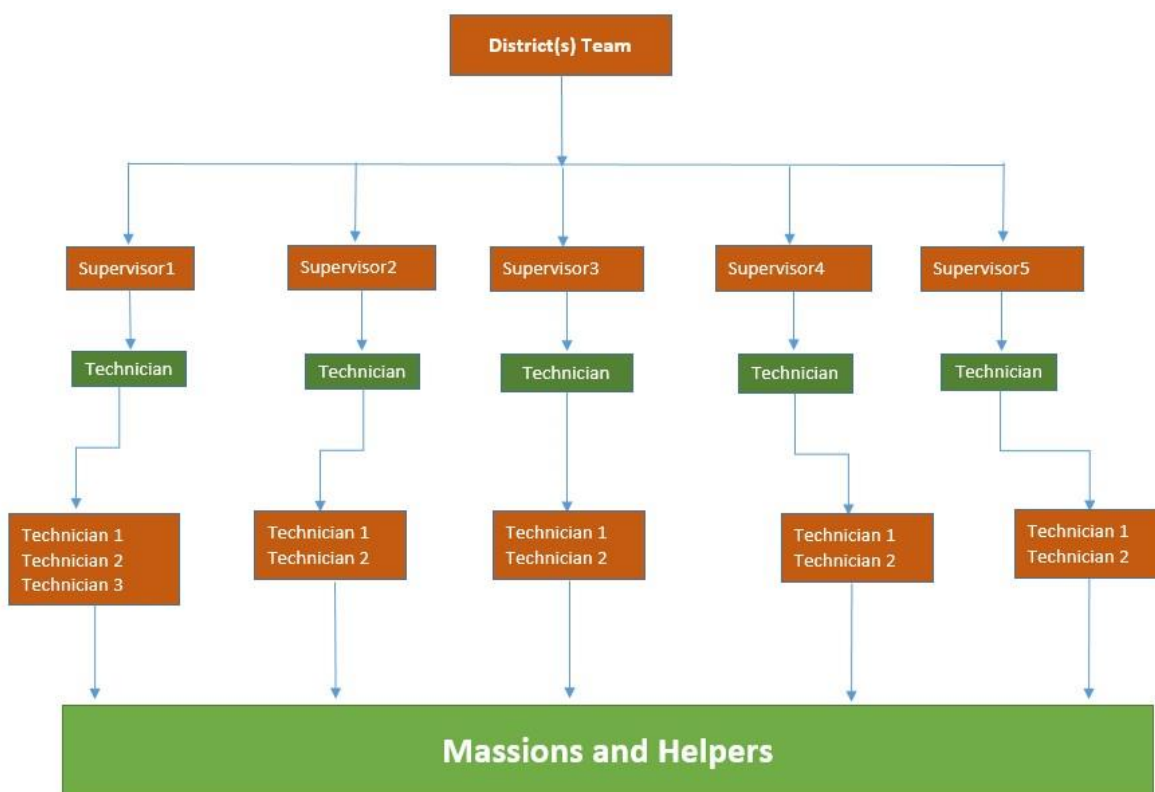 District(s) Team
Supervisor1
Supervisor2
Supervisor3
Supervisor4
Supervisor5
Technician
Technician
Technician
Technician
Technician
Technician 1
Technician 2
Technician 3
Technician 1
Technician 2
Technician 1
Technician 2
Technician 1
Technician 2
Technician 1
Technician 2
Massions and Helpers